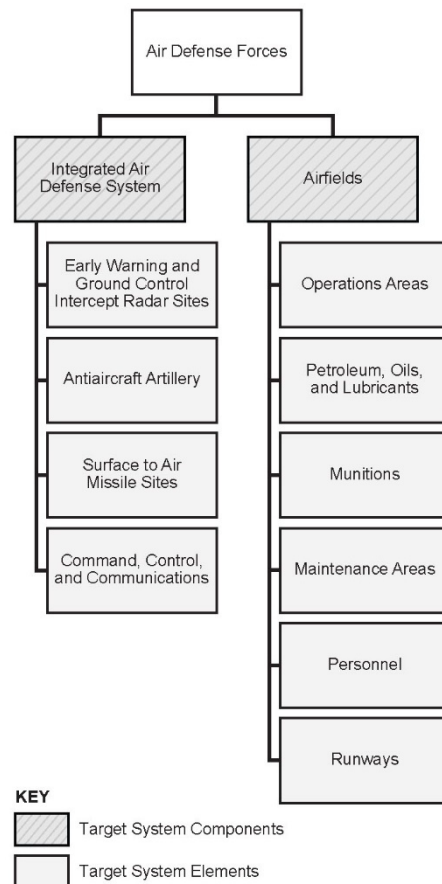 Air Defense Forces
Integrated Air
Defense System
Airfields
Early Warning and
Ground Control
Intercept Radar Sites
Antiaircraft Artillery
Surface to Air
Missile Sites
Command, Control,
and Communications
Operations Areas
Petroleum, Oils,
and Lubricants
Munitions
Maintenance Areas
Personnel
Runways
KEY
Target System Components
Target System Elements